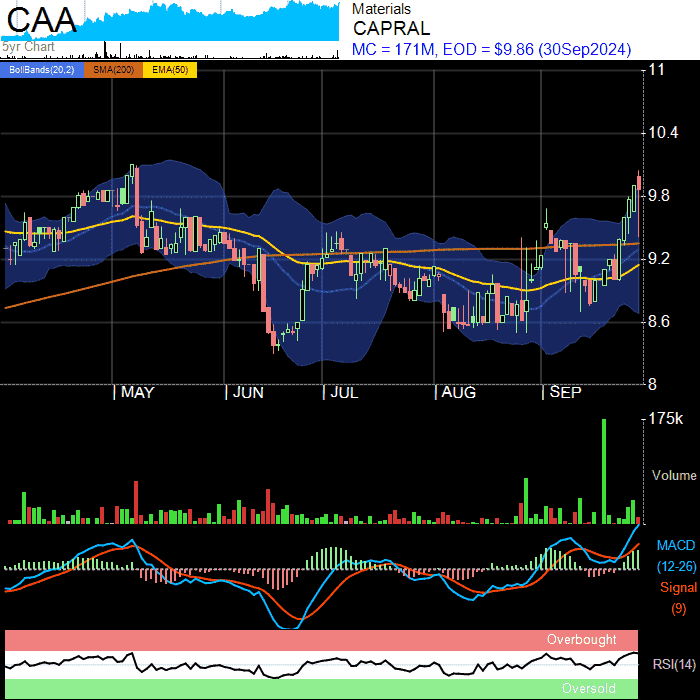 CAA
5yr Chart
Materials
CAPRAL
MC = 171M, EOD = $9.86 (30Sep2024)
BollBands(20,2) SMA(200) EMA(50)
11
10.4
9.8
9.2
8.6
8
MAY JUN JUL AUG SEP
175k
Volume
MACD
(12-26)
Signal
(9)
Overbought
RSI(14)
Oversold